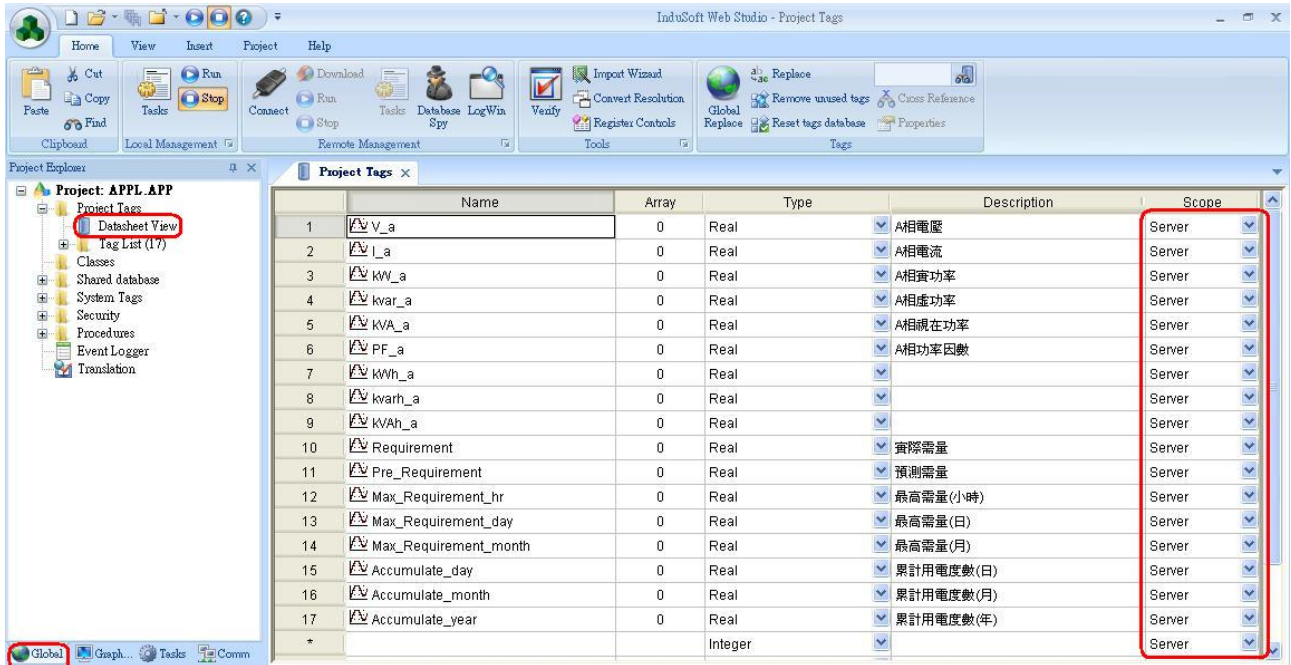 InduSoft Web Studio - Project Tags
Home View Insert Project Help
Paste
Cut
Copy
Find
Clipboard
Tasks
Run
Stop
Local Management
Connect
Download
Run
Stop
Tasks
Database Spy
LogWin
Remote Management
Verify
Import Wizard
Convert Resolution
Register Controls
Tools
Global Replace
Replace
Remove unused tags
Reset tags database
Cross Reference
Properties
Tags
Project Explorer
Project: APPL.APP
Project Tags
Datasheet View
Tag List (17)
Classes
Shared database
System Tags
Security
Procedures
Event Logger
Translation
Global Graph... Tasks Comm
Project Tags
Name Array Type Description Scope
1 V_a 0 Real A相電壓 Server
2 I_a 0 Real A相電流 Server
3 kW_a 0 Real A相實功率 Server
4 kvar_a 0 Real A相虛功率 Server
5 kVA_a 0 Real A相視在功率 Server
6 PF_a 0 Real A相功率因數 Server
7 kWh_a 0 Real Server
8 kvarh_a 0 Real Server
9 kVAh_a 0 Real Server
10 Requirement 0 Real 實際需量 Server
11 Pre_Requirement 0 Real 預測需量 Server
12 Max_Requirement_hr 0 Real 最高需量(小時) Server
13 Max_Requirement_day 0 Real 最高需量(日) Server
14 Max_Requirement_month 0 Real 最高需量(月) Server
15 Accumulate_day 0 Real 累計用電度數(日) Server
16 Accumulate_month 0 Real 累計用電度數(月) Server
17 Accumulate_year 0 Real 累計用電度數(年) Server
* Integer Server